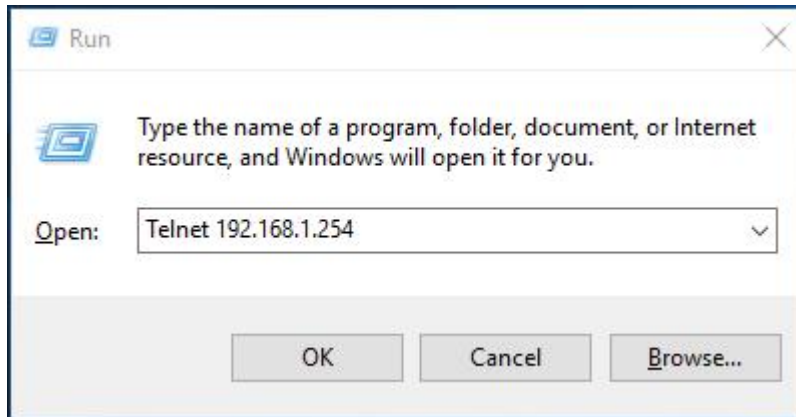 Run
Type the name of a program, folder, document, or Internet
resource, and Windows will open it for you.
Open: Telnet 192.168.1.254
OK Cancel Browse...